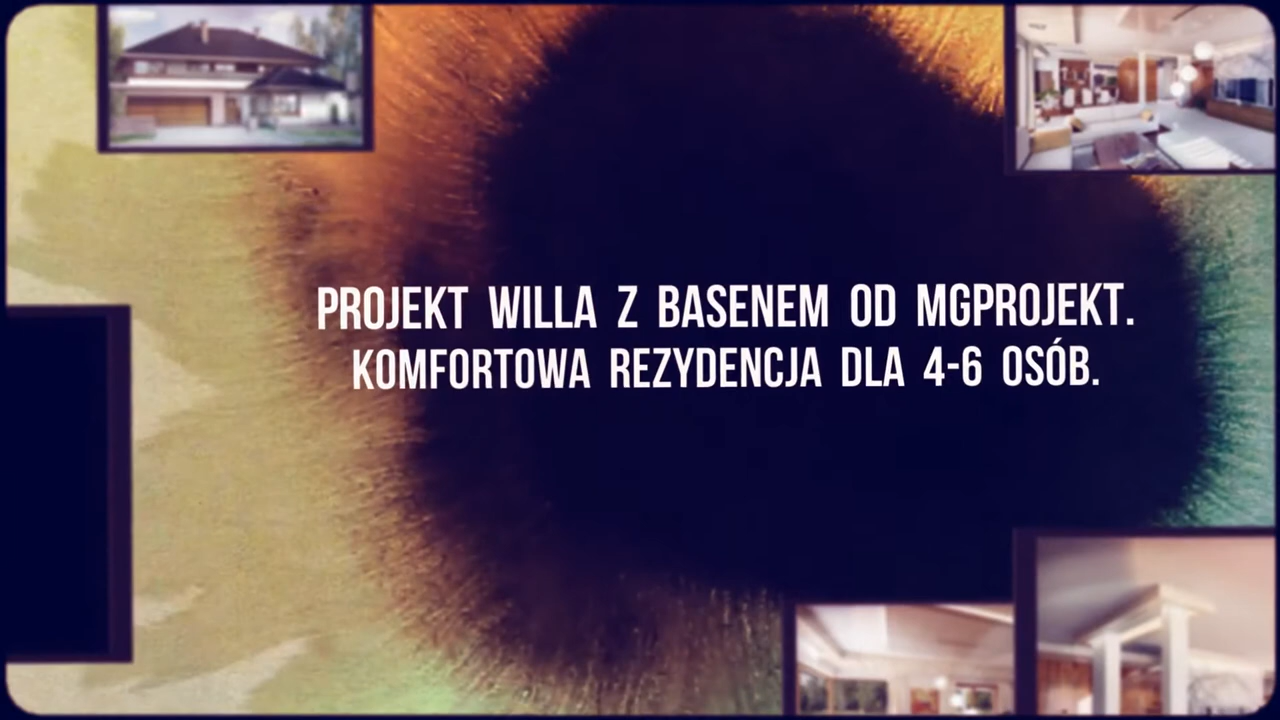 PROJEKT WILLA Z BASENEM OD MGPROJEKT.
KOMFORTOWA REZYDENCJA DLA 4-6 OSÓB.